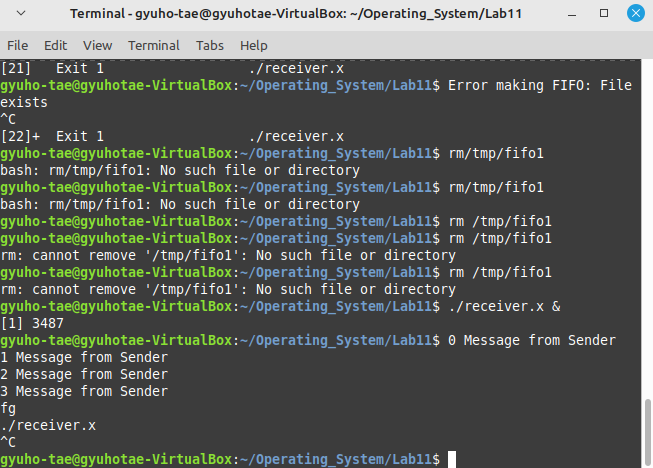 Terminal - gyuho-tae@gyuhotae-VirtualBox: ~/Operating_System/Lab11
File Edit View Terminal Tabs Help
[21]   Exit 1                  ./receiver.x
gyuho-tae@gyuhotae-VirtualBox:~/Operating_System/Lab11$ Error making FIFO: File
exists
^C
[22]+  Exit 1                  ./receiver.x
gyuho-tae@gyuhotae-VirtualBox:~/Operating_System/Lab11$ rm/tmp/fifo1
bash: rm/tmp/fifo1: No such file or directory
gyuho-tae@gyuhotae-VirtualBox:~/Operating_System/Lab11$ rm/tmp/fifo1
bash: rm/tmp/fifo1: No such file or directory
gyuho-tae@gyuhotae-VirtualBox:~/Operating_System/Lab11$ rm /tmp/fifo1
gyuho-tae@gyuhotae-VirtualBox:~/Operating_System/Lab11$ rm /tmp/fifo1
rm: cannot remove '/tmp/fifo1': No such file or directory
gyuho-tae@gyuhotae-VirtualBox:~/Operating_System/Lab11$ rm /tmp/fifo1
rm: cannot remove '/tmp/fifo1': No such file or directory
gyuho-tae@gyuhotae-VirtualBox:~/Operating_System/Lab11$ ./receiver.x &
[1] 3487
gyuho-tae@gyuhotae-VirtualBox:~/Operating_System/Lab11$ 0 Message from Sender
1 Message from Sender
2 Message from Sender
3 Message from Sender
fg
./receiver.x
^C
gyuho-tae@gyuhotae-VirtualBox:~/Operating_System/Lab11$